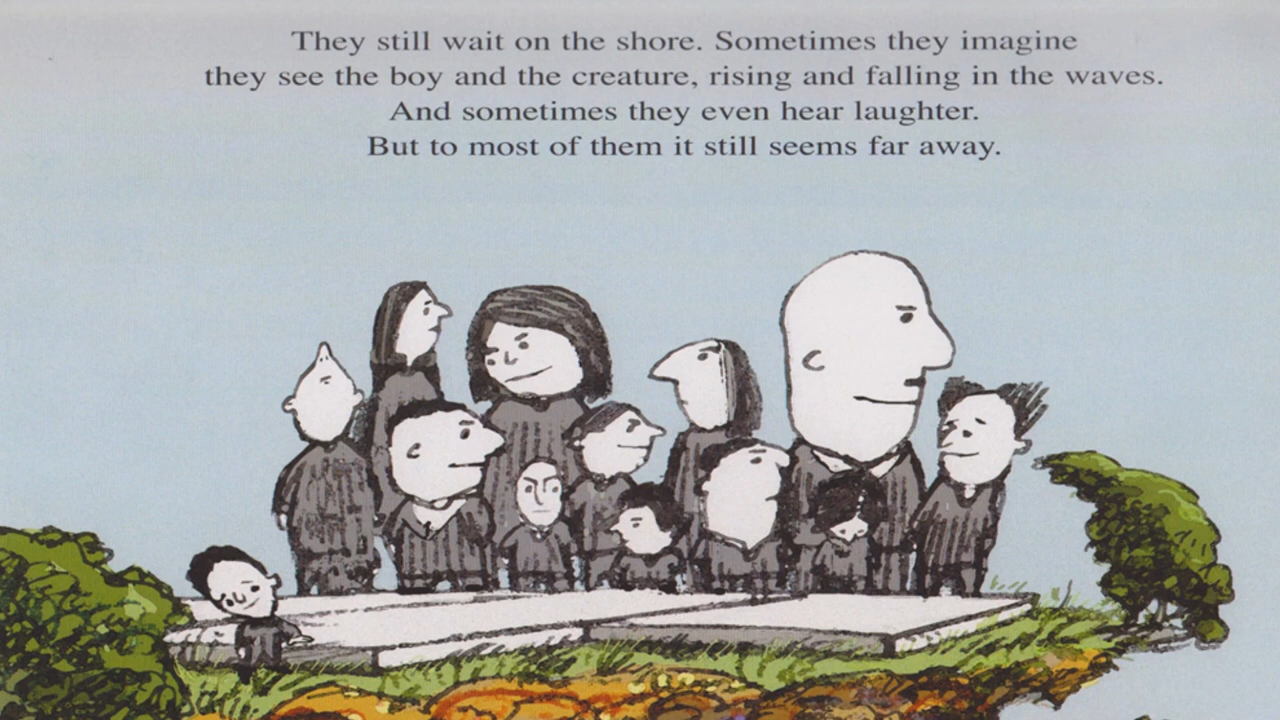 They still wait on the shore. Sometimes they imagine
they see the boy and the creature, rising and falling in the waves.
And sometimes they even hear laughter.
But to most of them it still seems far away.